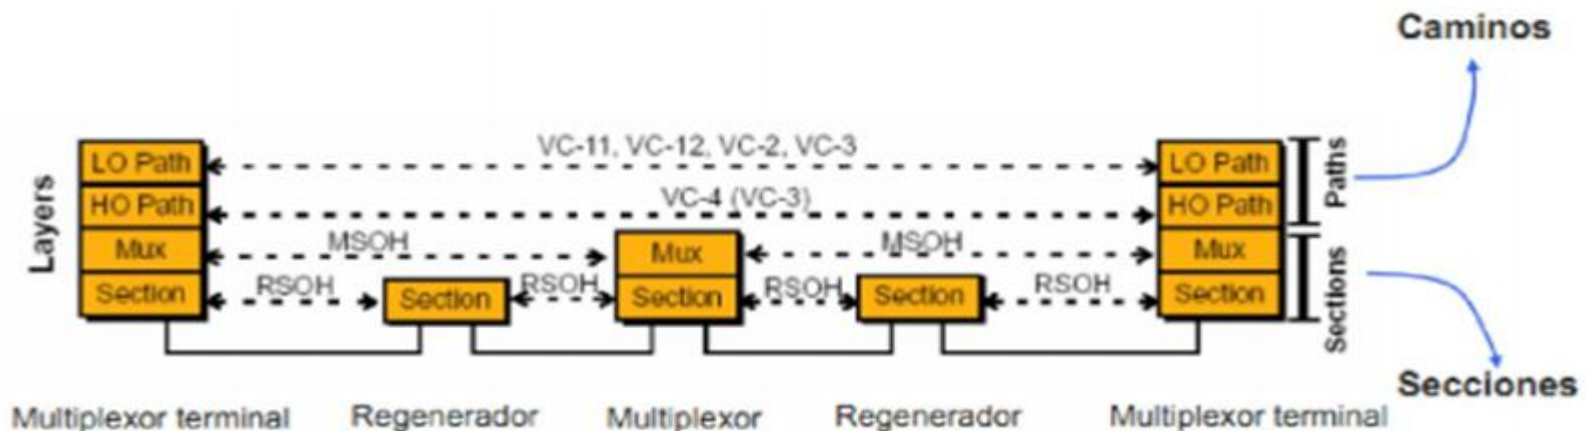 Caminos
VC-11, VC-12, VC-2, VC-3
LO Path
LO Path
VC-4 (VC-3)
HO Path
HO Path
Paths
Layers
MSOH
MSOH
Mux
Mux
Mux
RSOH
RSOH
RSOH
RSOH
Section
Section
Section
Section
Section
Sections
Secciones
Multiplexor terminal
Regenerador
Multiplexor
Regenerador
Multiplexor terminal